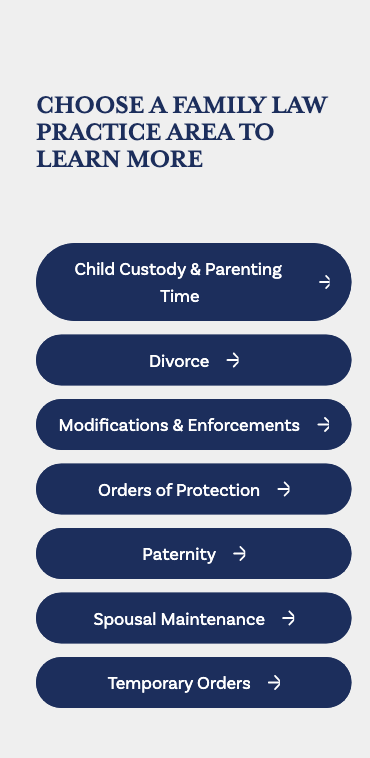 CHOOSE A FAMILY LAW
PRACTICE AREA TO
LEARN MORE
Child Custody & Parenting
Time
Divorce
Modifications & Enforcements
Orders of Protection
Paternity
Spousal Maintenance
Temporary Orders